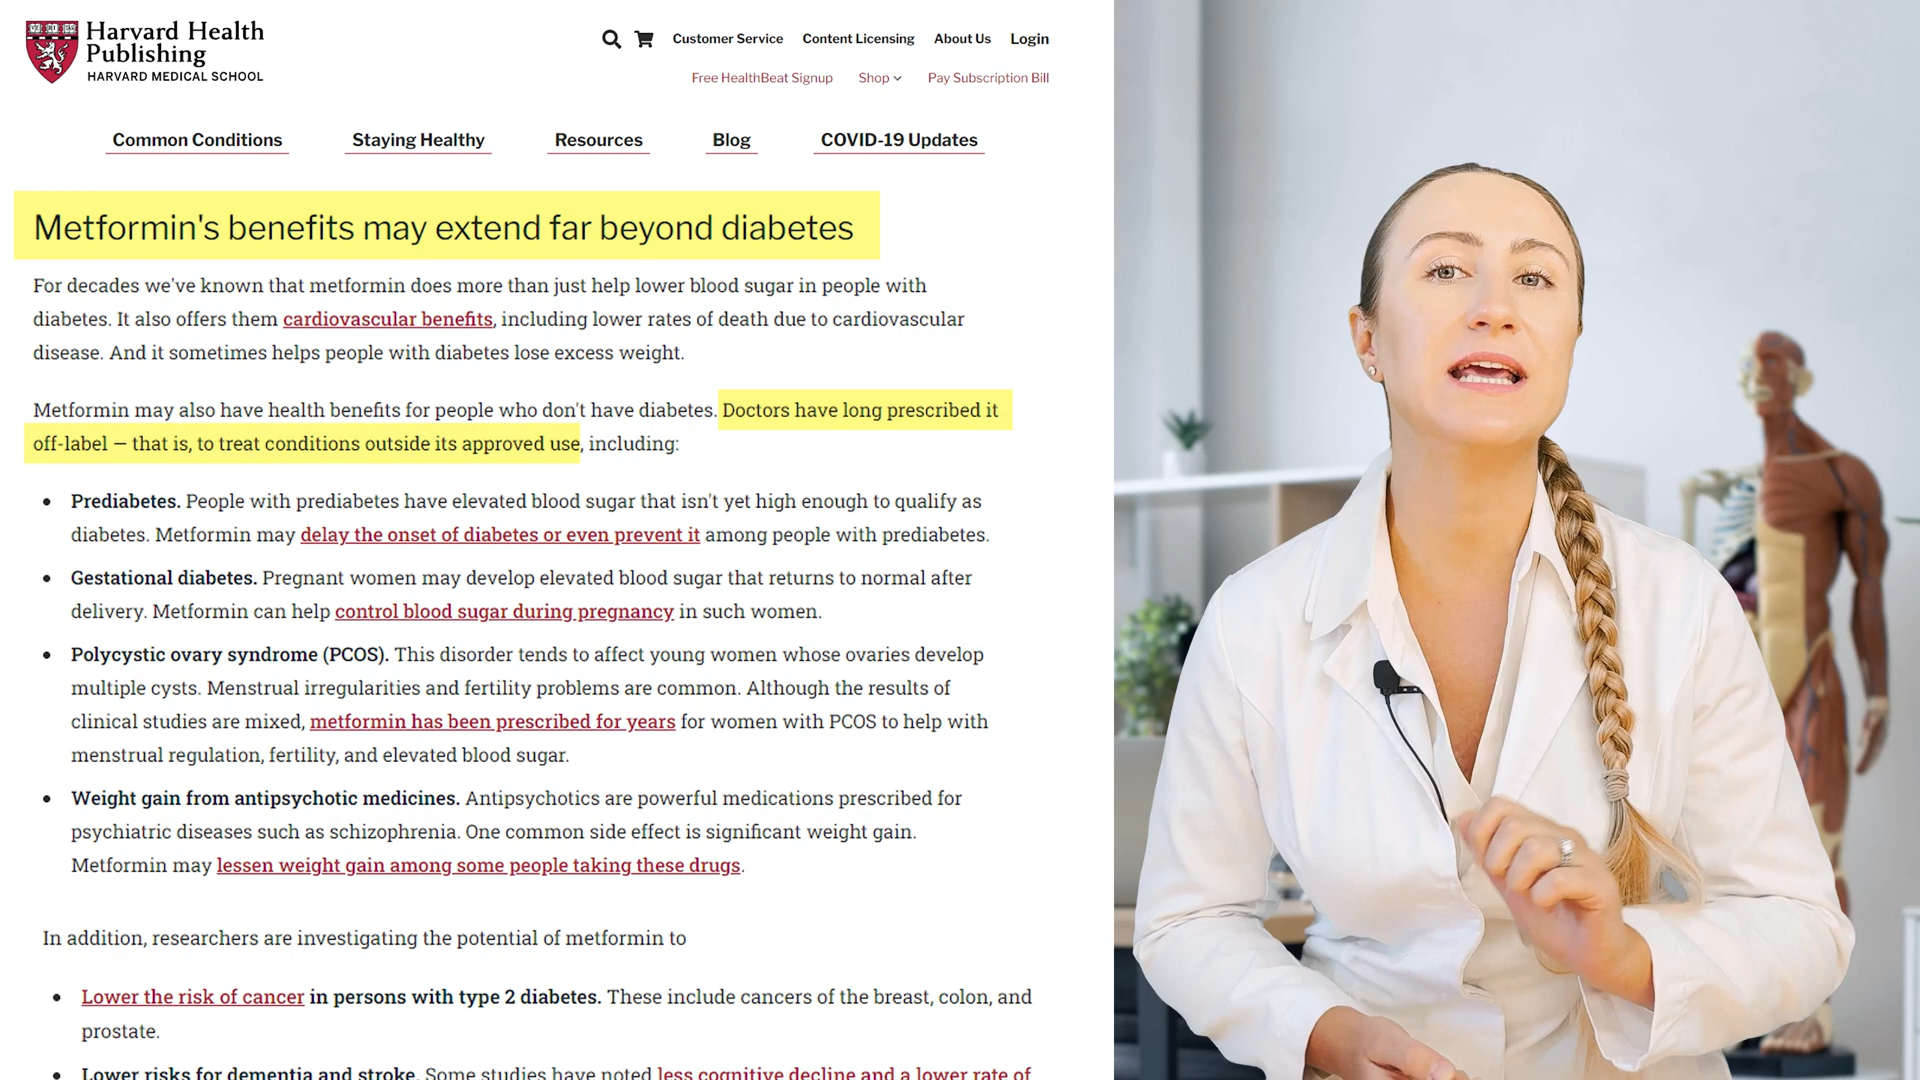 Harvard Health
Publishing
HARVARD MEDICAL SCHOOL
Customer Service Content Licensing About Us Login
Free HealthBeat Signup Shop Pay Subscription Bill
Common Conditions Staying Healthy Resources Blog COVID-19 Updates
Metformin's benefits may extend far beyond diabetes
For decades we've known that metformin does more than just help lower blood sugar in people with
diabetes. It also offers them cardiovascular benefits, including lower rates of death due to cardiovascular
disease. And it sometimes helps people with diabetes lose excess weight.
Metformin may also have health benefits for people who don't have diabetes. Doctors have long prescribed it
off-label — that is, to treat conditions outside its approved use, including:
• Prediabetes. People with prediabetes have elevated blood sugar that isn't yet high enough to qualify as
diabetes. Metformin may delay the onset of diabetes or even prevent it among people with prediabetes.
• Gestational diabetes. Pregnant women may develop elevated blood sugar that returns to normal after
delivery. Metformin can help control blood sugar during pregnancy in such women.
• Polycystic ovary syndrome (PCOS). This disorder tends to affect young women whose ovaries develop
multiple cysts. Menstrual irregularities and fertility problems are common. Although the results of
clinical studies are mixed, metformin has been prescribed for years for women with PCOS to help with
menstrual regulation, fertility, and elevated blood sugar.
• Weight gain from antipsychotic medicines. Antipsychotics are powerful medications prescribed for
psychiatric diseases such as schizophrenia. One common side effect is significant weight gain.
Metformin may lessen weight gain among some people taking these drugs.
In addition, researchers are investigating the potential of metformin to
• Lower the risk of cancer in persons with type 2 diabetes. These include cancers of the breast, colon, and
prostate.
• Lower risks for dementia and stroke. Some studies have noted less cognitive decline and a lower rate of